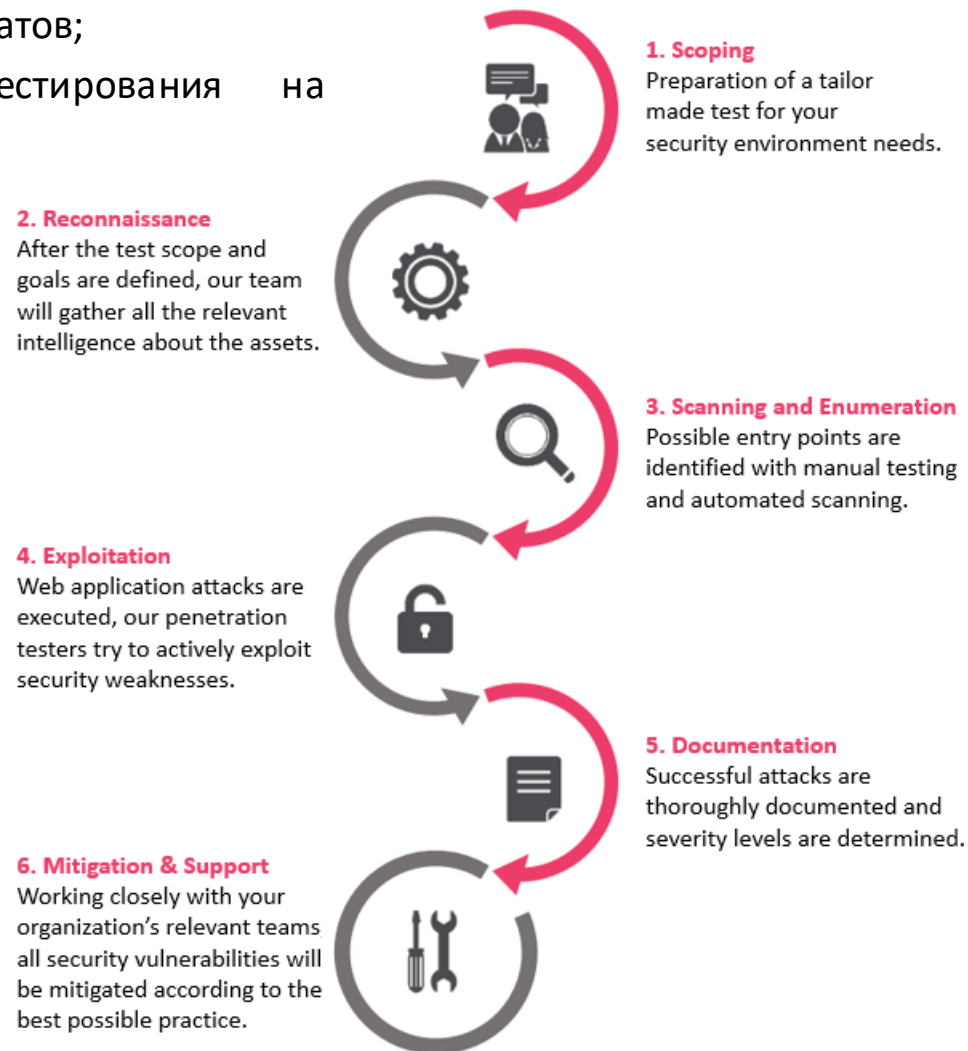 1. Scoping
Preparation of a tailor
made test for your
security environment needs.
на
2. Reconnaissance
After the test scope and
goals are defined, our team
will gather all the relevant
intelligence about the assets.
3. Scanning and Enumeration
Possible entry points are
identified with manual testing
and automated scanning.
4. Exploitation
Web application attacks are
executed, our penetration
testers try to actively exploit
security weaknesses.
5. Documentation
Successful attacks are
thoroughly documented and
severity levels are determined.
6. Mitigation & Support
Working closely with your
organization's relevant teams
all security vulnerabilities will
be mitigated according to the
best possible practice.